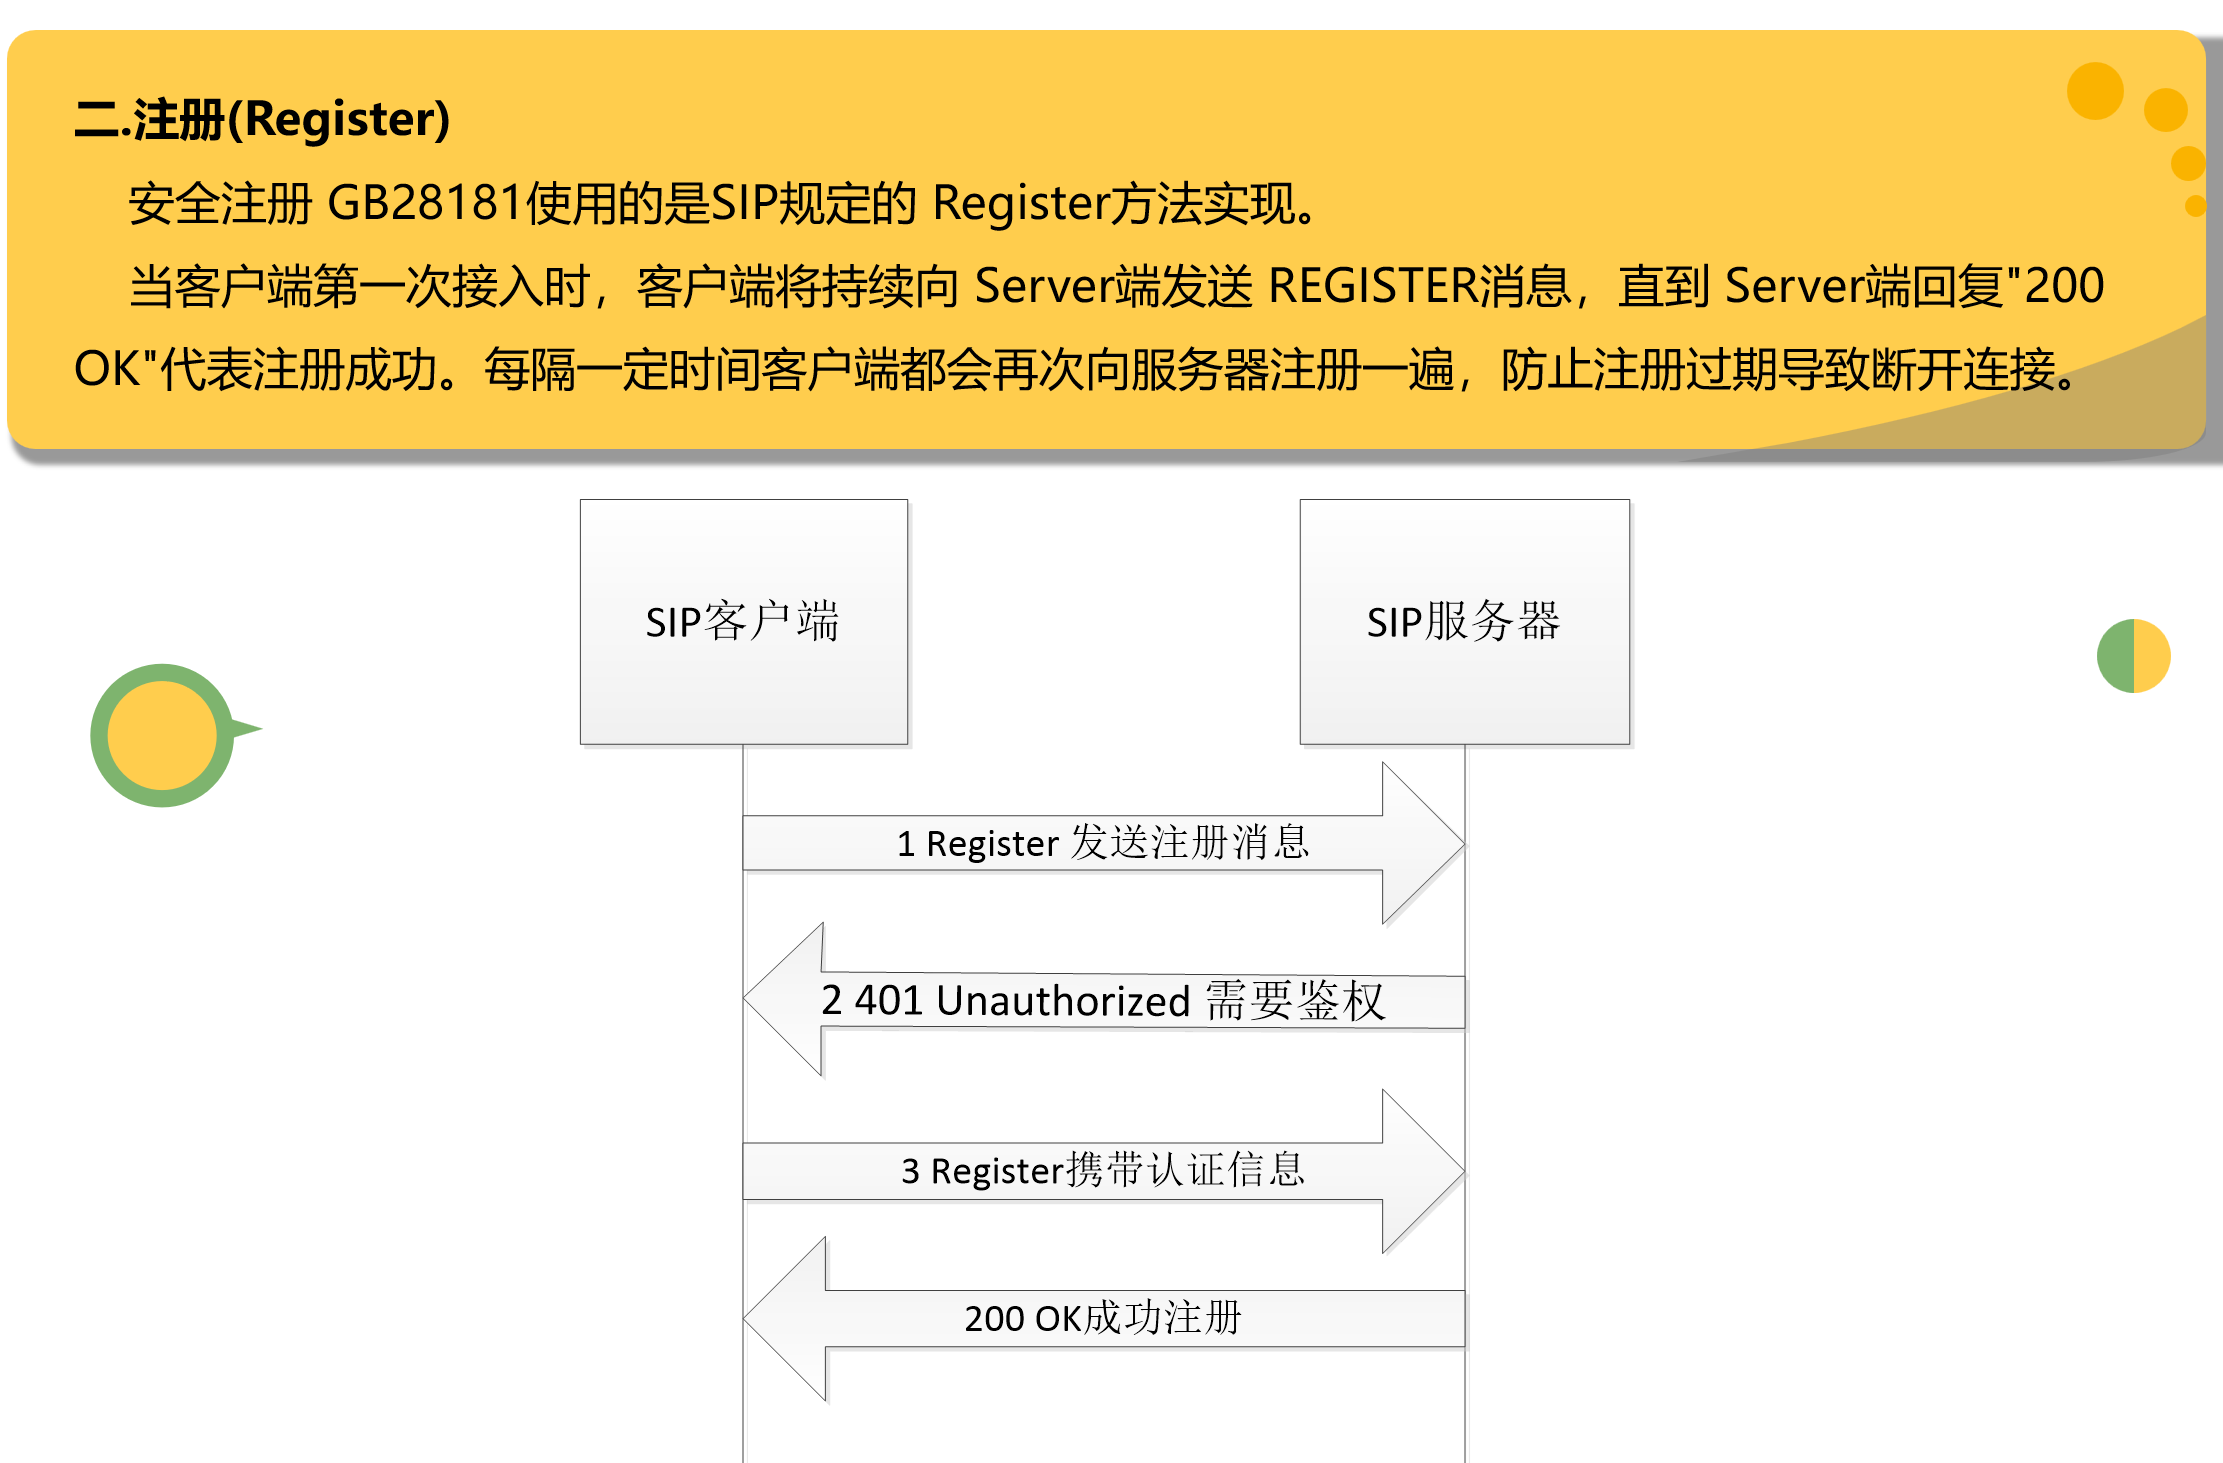 二.注册(Register)
安全注册 GB28181使用的是SIP规定的 Register方法实现。
当客户端第一次接入时，客户端将持续向 Server端发送 REGISTER消息，直到 Server端回复"200
OK"代表注册成功。每隔一定时间客户端都会再次向服务器注册一遍，防止注册过期导致断开连接。
SIP客户端
SIP服务器
1 Register 发送注册消息
2 401 Unauthorized 需要鉴权
3 Register携带认证信息
200 OK成功注册